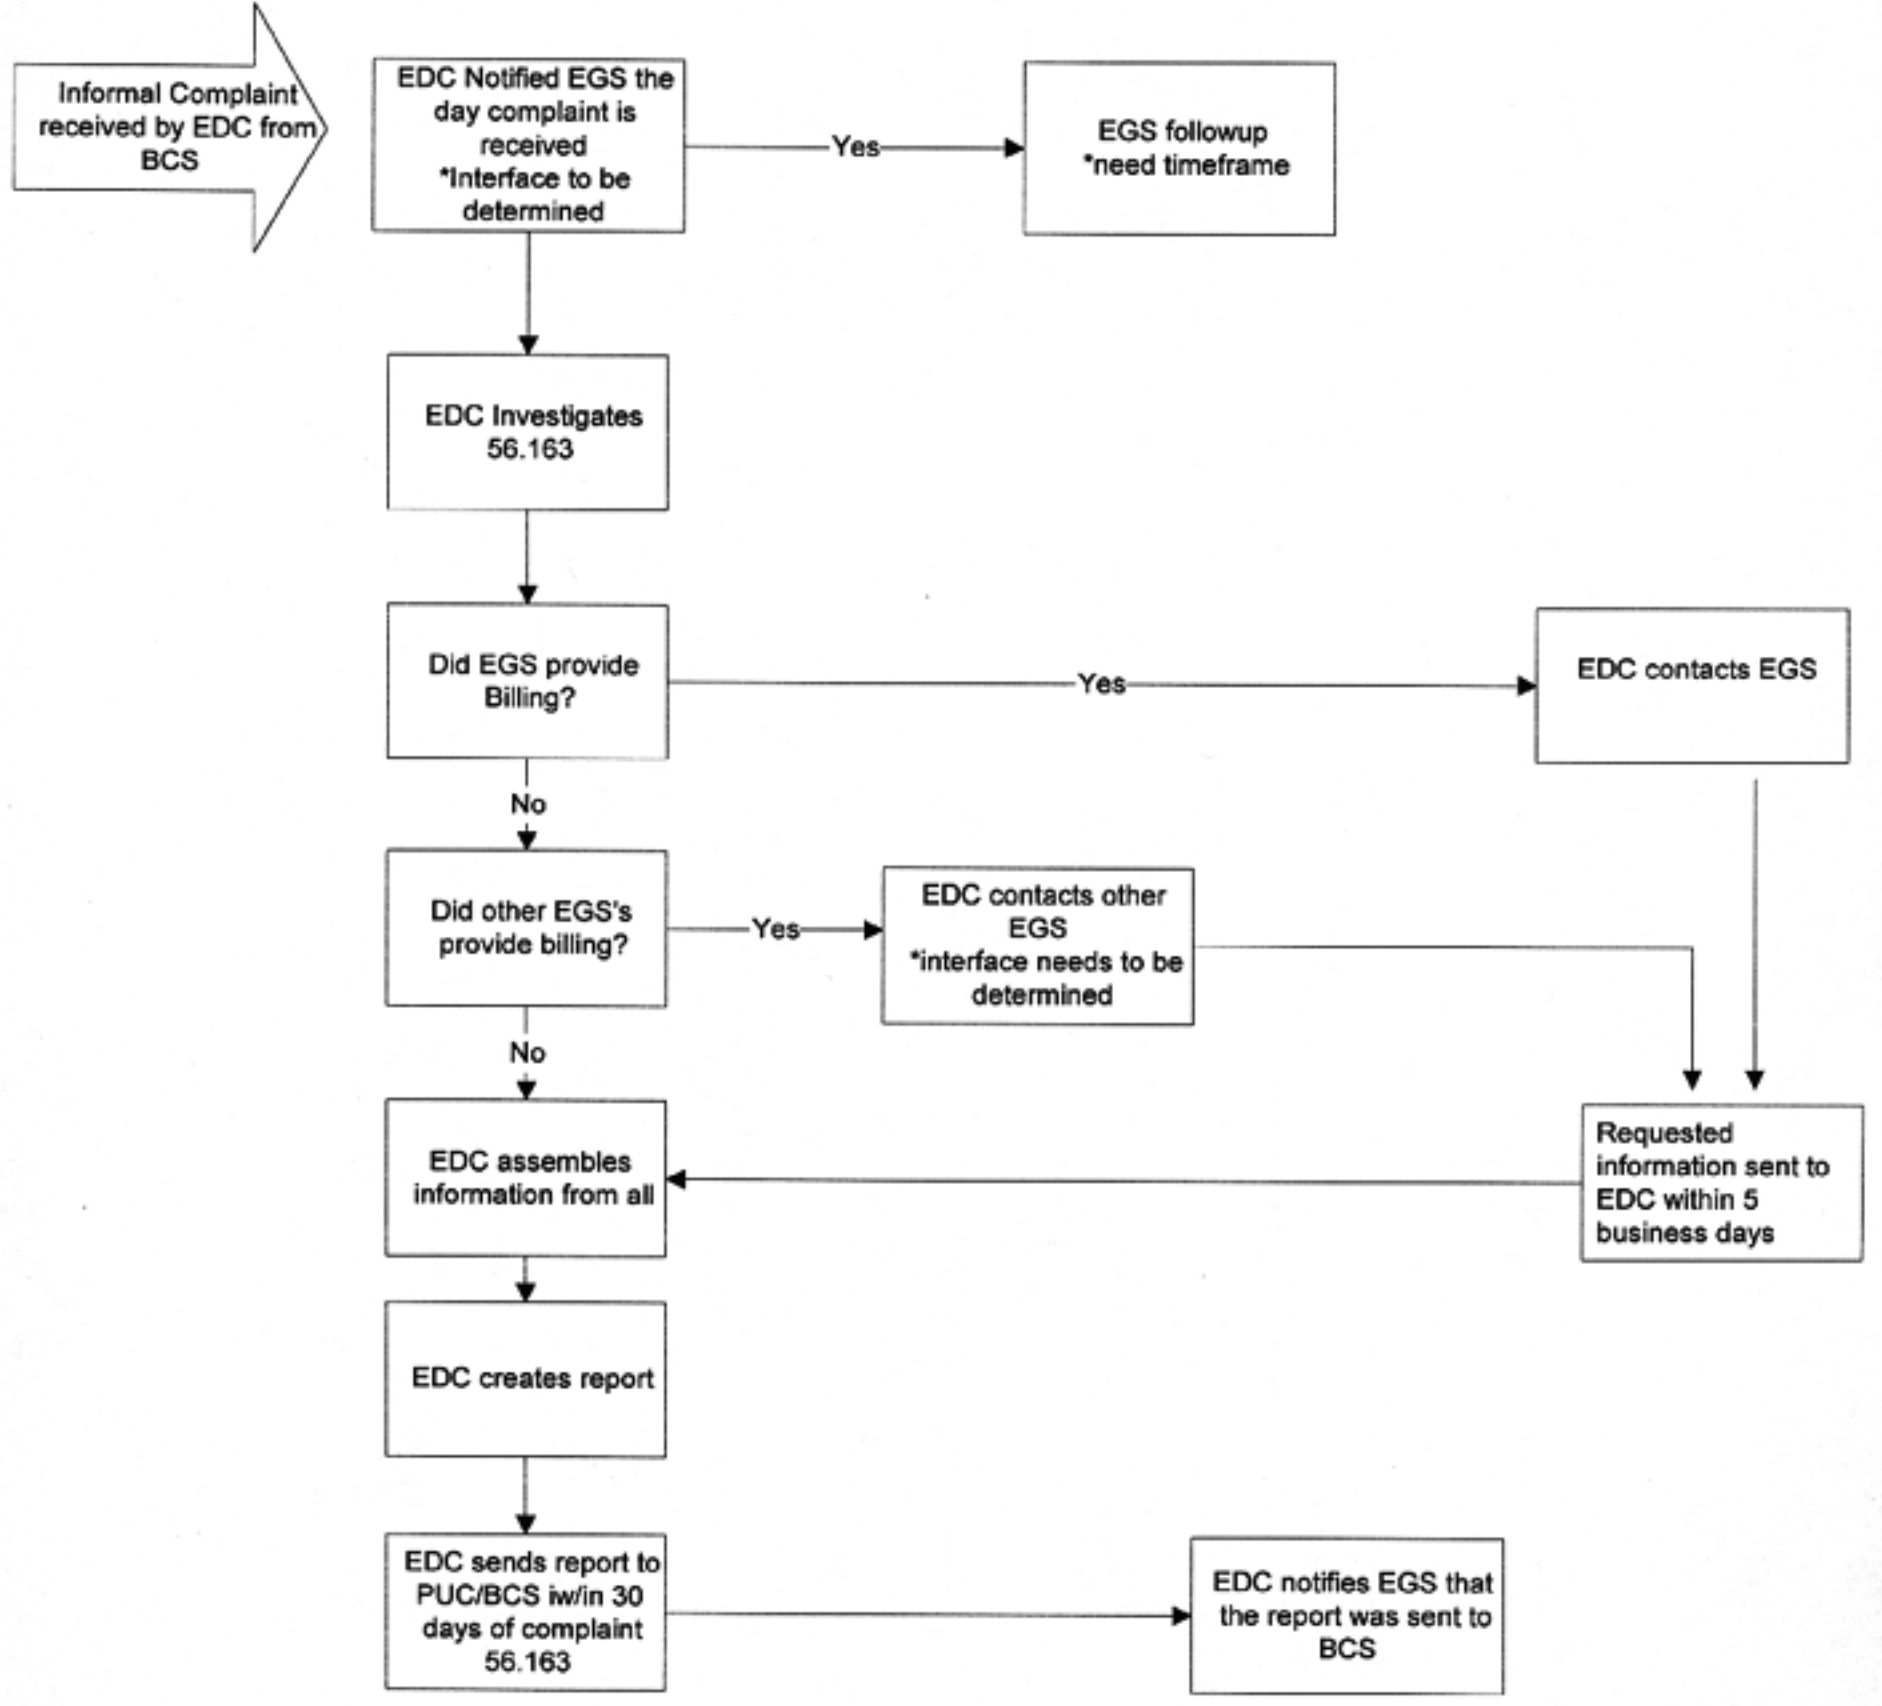 Informal Complaint
received by EDC from
BCS
EDC Notified EGS the
day complaint is
received
*Interface to be
determined
Yes
EGS followup
*need timeframe
EDC Investigates
56.163
Did EGS provide
Billing?
Yes
EDC contacts EGS
No
Did other EGS's
provide billing?
Yes
EDC contacts other
EGS
*interface needs to be
determined
No
EDC assembles
information from all
Requested
information sent to
EDC within 5
business days
EDC creates report
EDC sends report to
PUC/BCS iw/in 30
days of complaint
56.163
EDC notifies EGS that
the report was sent to
BCS